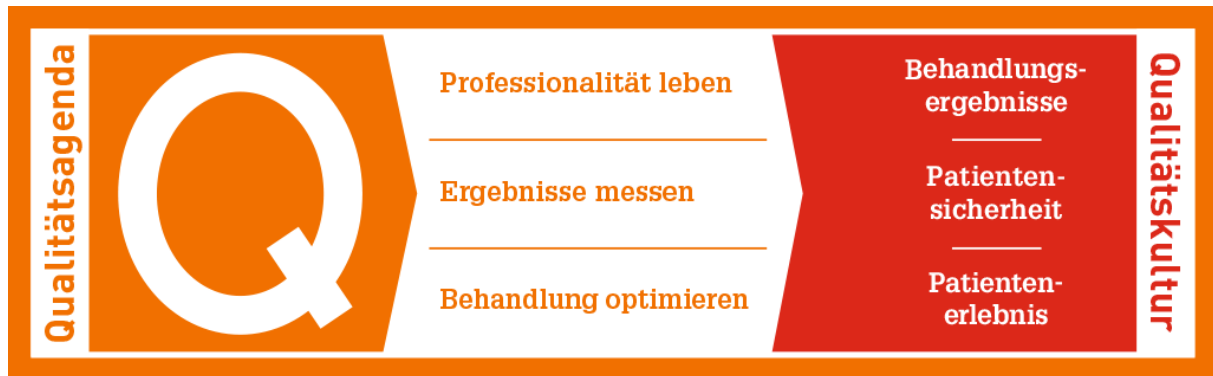 Qualitätsagenda
Q
Professionalität leben
Ergebnisse messen
Behandlung optimieren
Behandlungs-
ergebnisse
Patienten-
sicherheit
Patienten-
erlebnis
Qualitätskultur